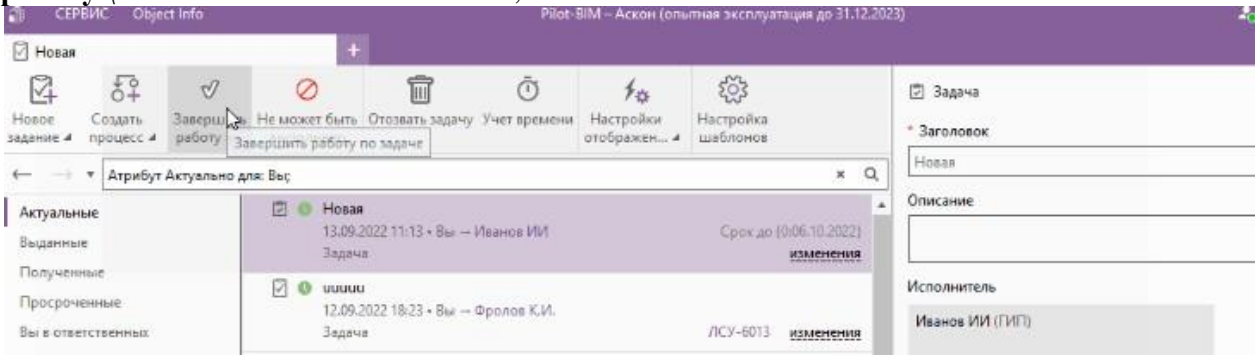 СЕРВИС Object Info Pilot-BIM – Аскон (опытная эксплуатация до 31.12.2023)
Новая +
Новое задание
Создать процесс
Завершить работу
Не может быть
Отозвать задачу
Учет времени
Настройки отображен...
Настройка шаблонов
Завершить работу по задаче
Атрибут Актуально для: Вы;
Актуальные
Выданные
Полученные
Просроченные
Вы в ответственных
Новая
13.09.2022 11:13 • Вы → Иванов ИИ Срок до (0:06.10.2022)
Задача изменения
uuuuu
12.09.2022 18:23 • Вы → Фролов К.И.
Задача ЛСУ-6013 изменения
Задача
* Заголовок
Новая
Описание
Исполнитель
Иванов ИИ (ГИП)